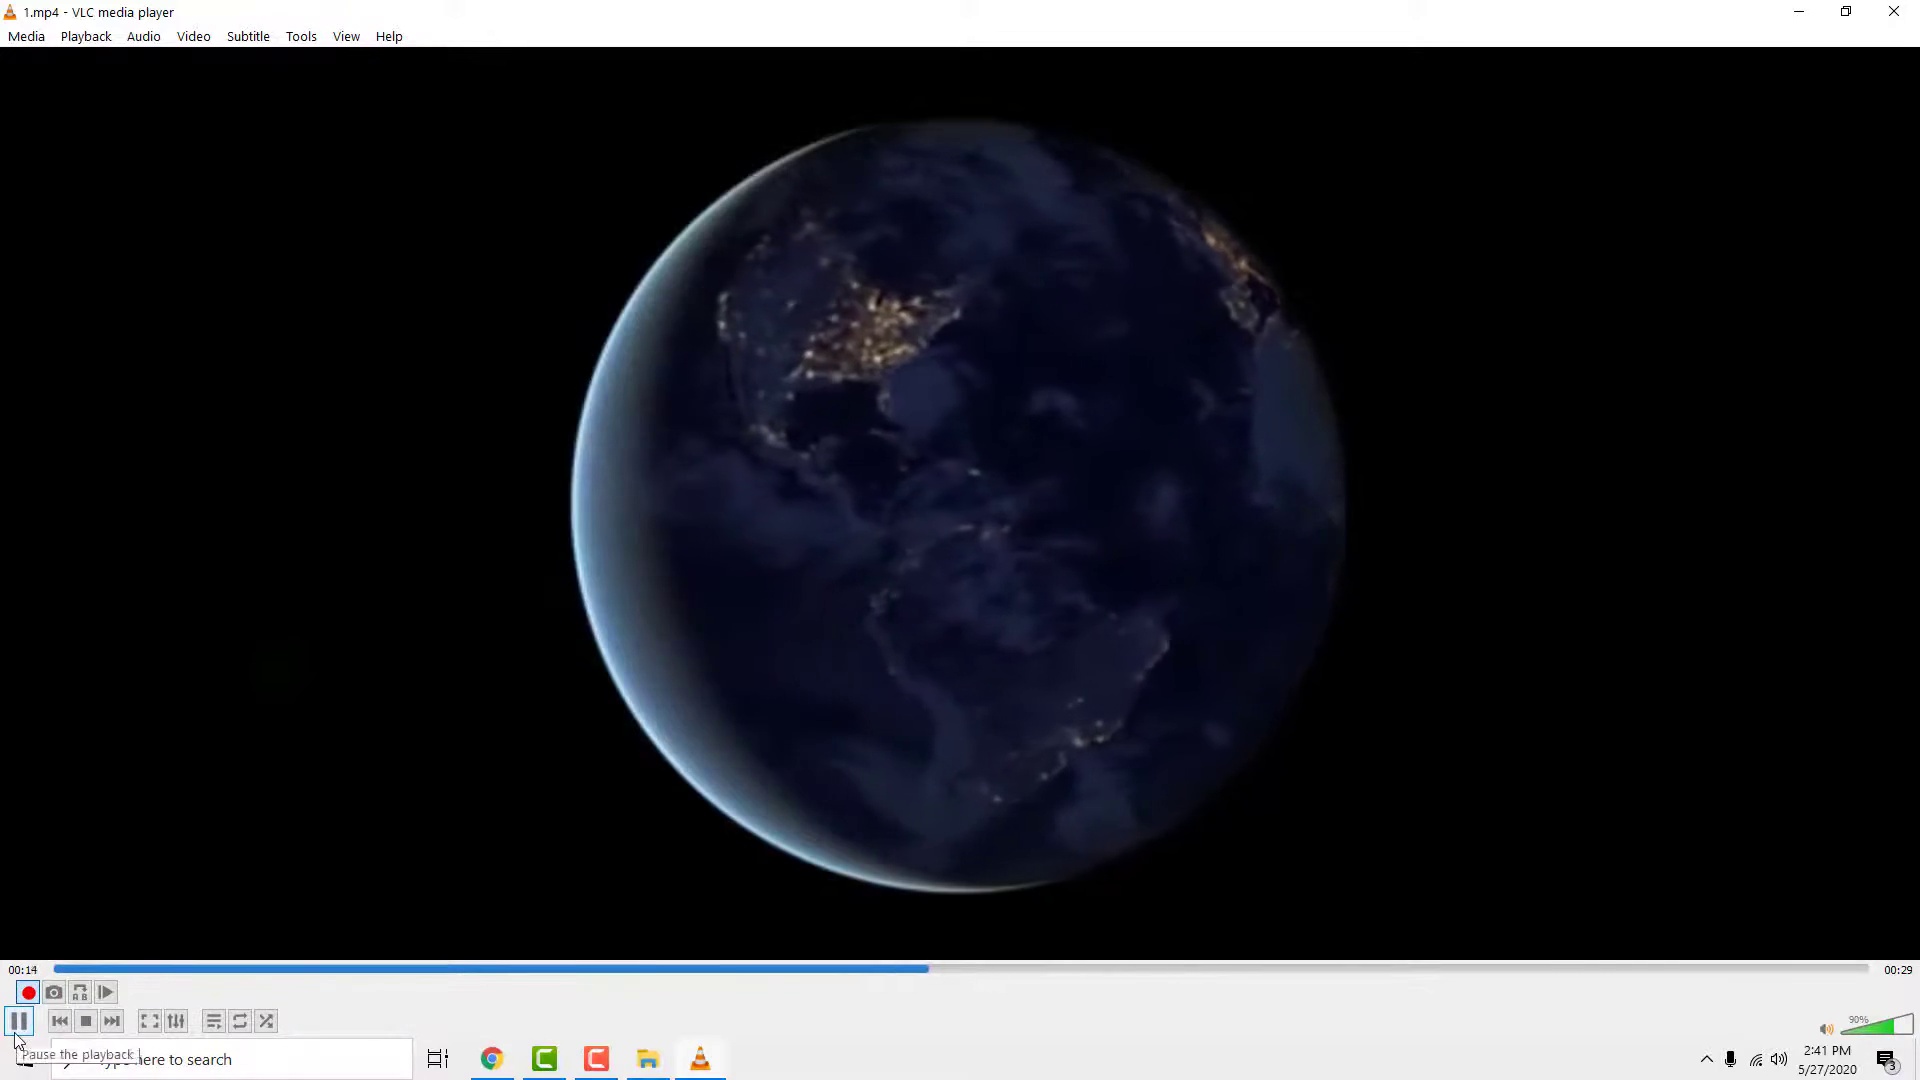 1.mp4 - VLC media player
Media Playback Audio Video Subtitle Tools View Help
00:14 00:29
90%
Pause the playback here to search
2:41 PM
5/27/2020
3